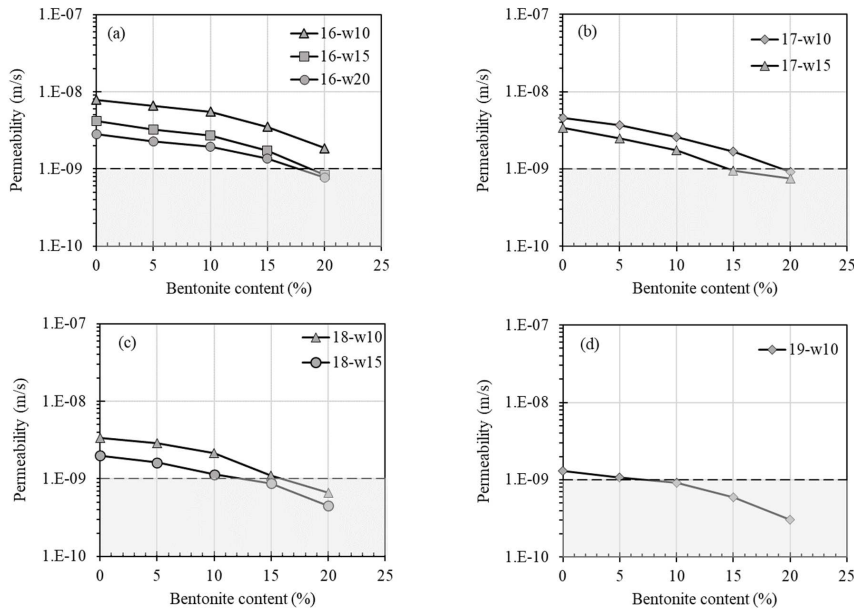 (a)
16-w10
16-w15
16-w20
1.E-07
1.E-08
1.E-09
1.E-10
Permeability (m/s)
0 5 10 15 20 25
Bentonite content (%)
(b)
17-w10
17-w15
1.E-07
1.E-08
1.E-09
1.E-10
Permeability (m/s)
0 5 10 15 20 25
Bentonite content (%)
(c)
18-w10
18-w15
1.E-07
1.E-08
1.E-09
1.E-10
Permeability (m/s)
0 5 10 15 20 25
Bentonite content (%)
(d)
19-w10
1.E-07
1.E-08
1.E-09
1.E-10
Permeability (m/s)
0 5 10 15 20 25
Bentonite content (%)